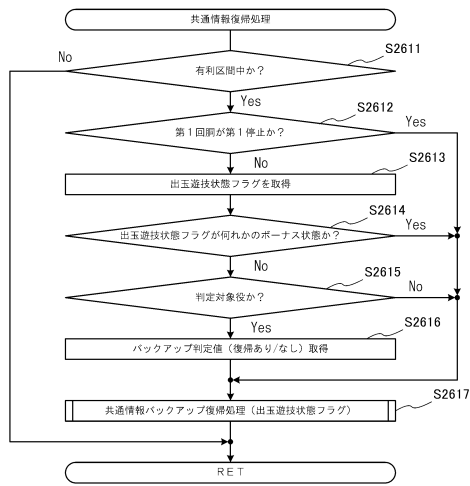 共通情報復帰処理
S2611
No
有利区間中か？
Yes
S2612
第１回胴が第１停止か？
Yes
No
S2613
出玉遊技状態フラグを取得
S2614
出玉遊技状態フラグが何れかのボーナス状態か？
Yes
No
S2615
判定対象役か？
No
Yes
S2616
バックアップ判定値（復帰あり/なし）取得
S2617
共通情報バックアップ復帰処理（出玉遊技状態フラグ）
ＲＥＴ